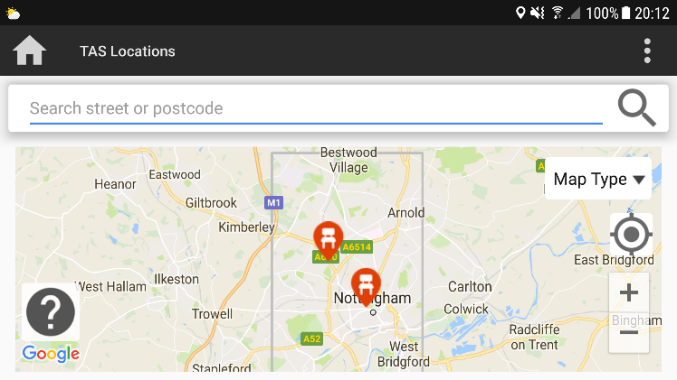 100% 20:12
TAS Locations
Search street or postcode
Map Type
Bestwood
Village
Heanor
Eastwood
Giltbrook
M1
Arnold
Kimberley
A6514
East Bridgford
Ilkeston
West Hallam
Nottingham
Carlton
Colwick
Trowell
Bingham
Radcliffe
on Trent
A52
West
Bridgford
Stapleford
Google